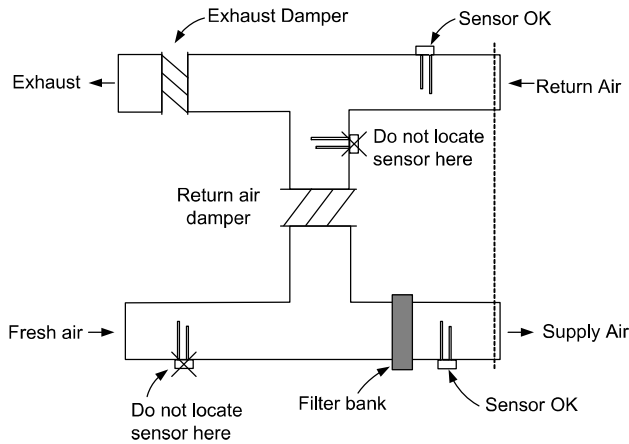 Exhaust Damper
Sensor OK
Exhaust
Return Air
Do not locate
sensor here
Return air
damper
Fresh air
Supply Air
Do not locate
sensor here
Filter bank
Sensor OK